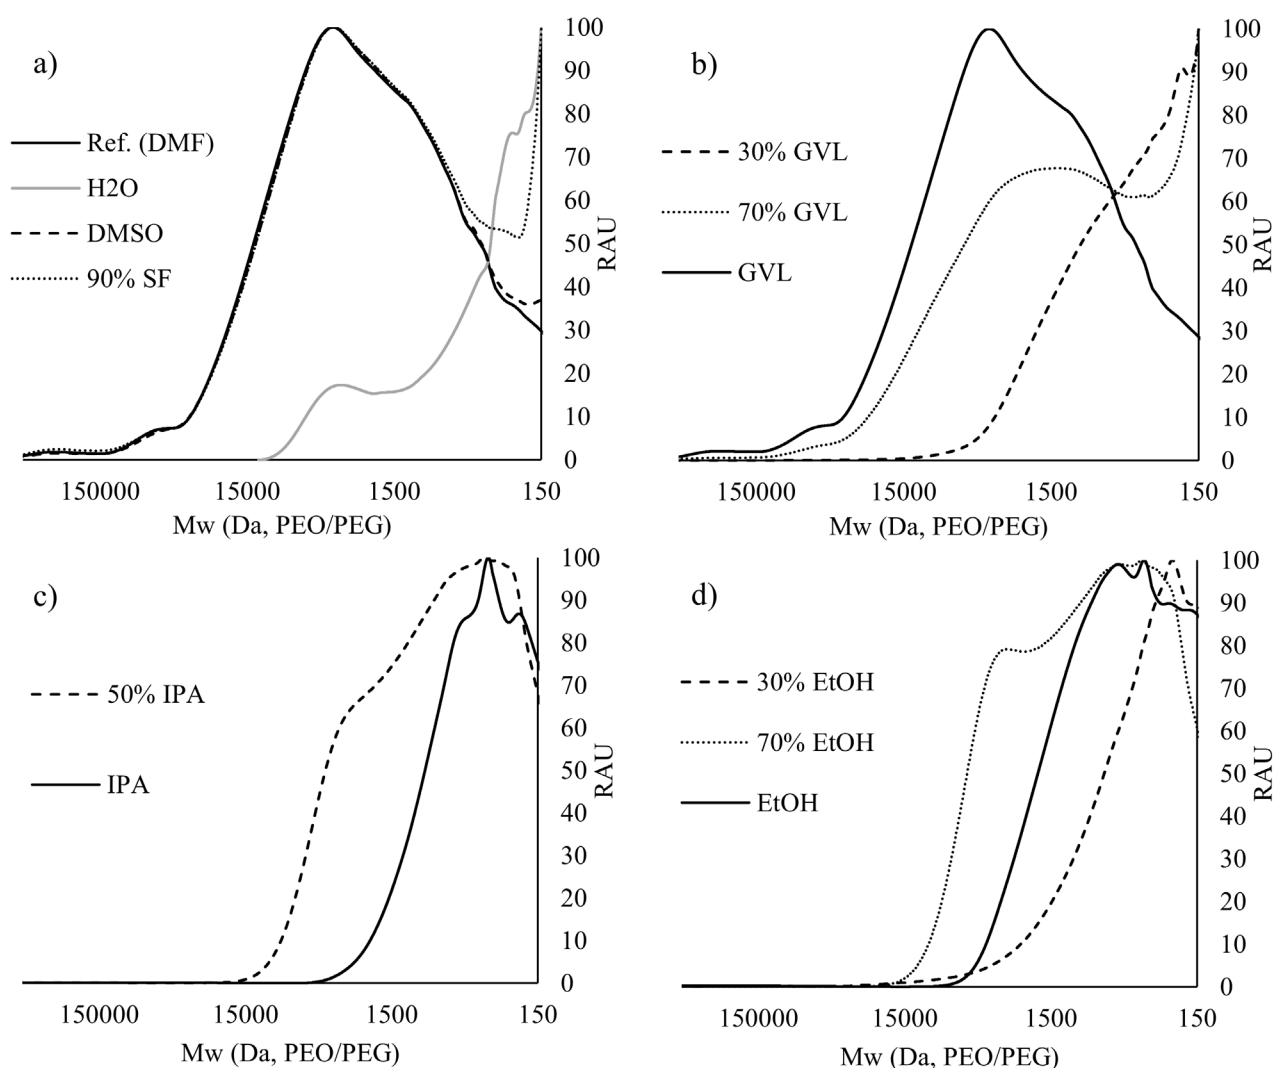 a)
Ref. (DMF)
H2O
DMSO
90% SF
100
90
80
70
60
50
40
30
20
10
0
RAU
150000 15000 1500 150
Mw (Da, PEO/PEG)
b)
30% GVL
70% GVL
GVL
100
90
80
70
60
50
40
30
20
10
0
RAU
150000 15000 1500 150
Mw (Da, PEO/PEG)
c)
50% IPA
IPA
100
90
80
70
60
50
40
30
20
10
0
RAU
150000 15000 1500 150
Mw (Da, PEO/PEG)
d)
30% EtOH
70% EtOH
EtOH
100
90
80
70
60
50
40
30
20
10
0
RAU
150000 15000 1500 150
Mw (Da, PEO/PEG)